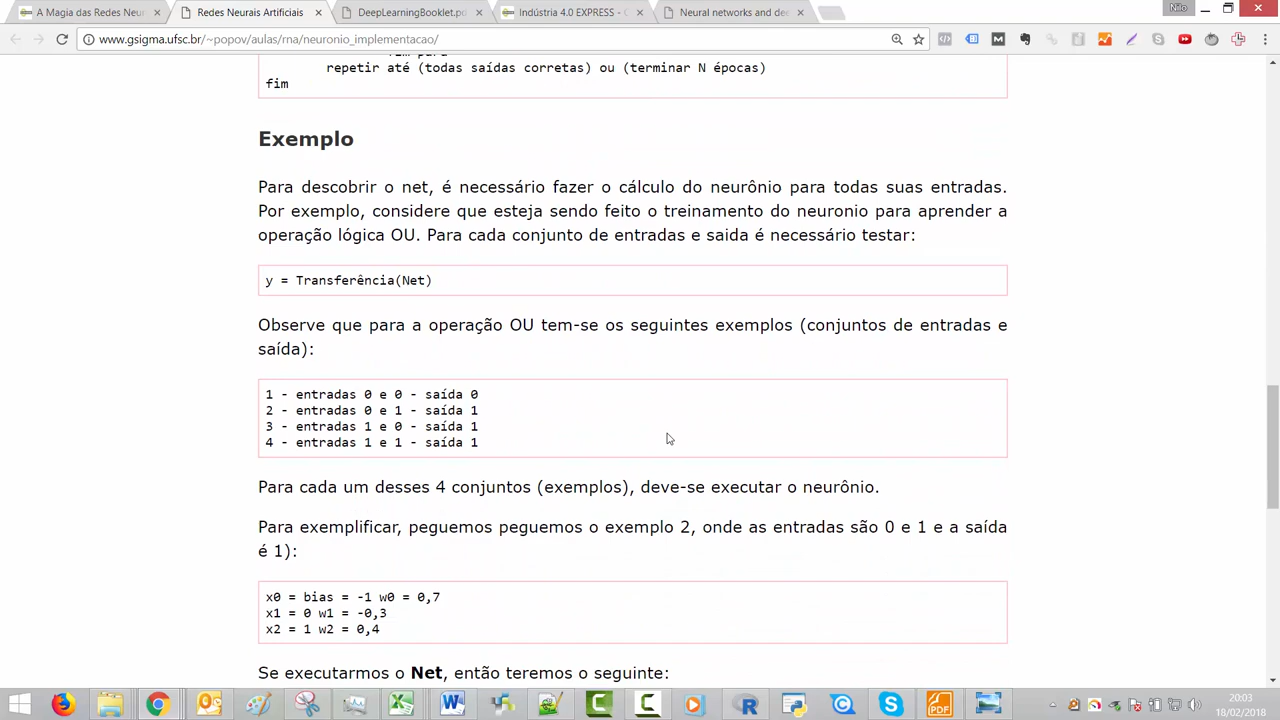 A Magia das Redes Neu
Redes Neurais Artificiais
DeepLearningBooklet.pd
Indústria 4.0 EXPRESS - C
Neural networks and dee
Nilo
www.gsigma.ufsc.br/~popov/aulas/rna/neuronio_implementacao/
fim para
repetir até (todas saídas corretas) ou (terminar N épocas)
fim
Exemplo
Para descobrir o net, é necessário fazer o cálculo do neurônio para todas suas entradas.
Por exemplo, considere que esteja sendo feito o treinamento do neuronio para aprender a
operação lógica OU. Para cada conjunto de entradas e saida é necessário testar:
y = Transferência(Net)
Observe que para a operação OU tem-se os seguintes exemplos (conjuntos de entradas e
saída):
1 - entradas 0 e 0 - saída 0
2 - entradas 0 e 1 - saída 1
3 - entradas 1 e 0 - saída 1
4 - entradas 1 e 1 - saída 1
Para cada um desses 4 conjuntos (exemplos), deve-se executar o neurônio.
Para exemplificar, peguemos peguemos o exemplo 2, onde as entradas são 0 e 1 e a saída
é 1):
x0 = bias = -1 w0 = 0,7
x1 = 0 w1 = -0,3
x2 = 1 w2 = 0,4
Se executarmos o Net, então teremos o seguinte:
20:03
18/02/2018